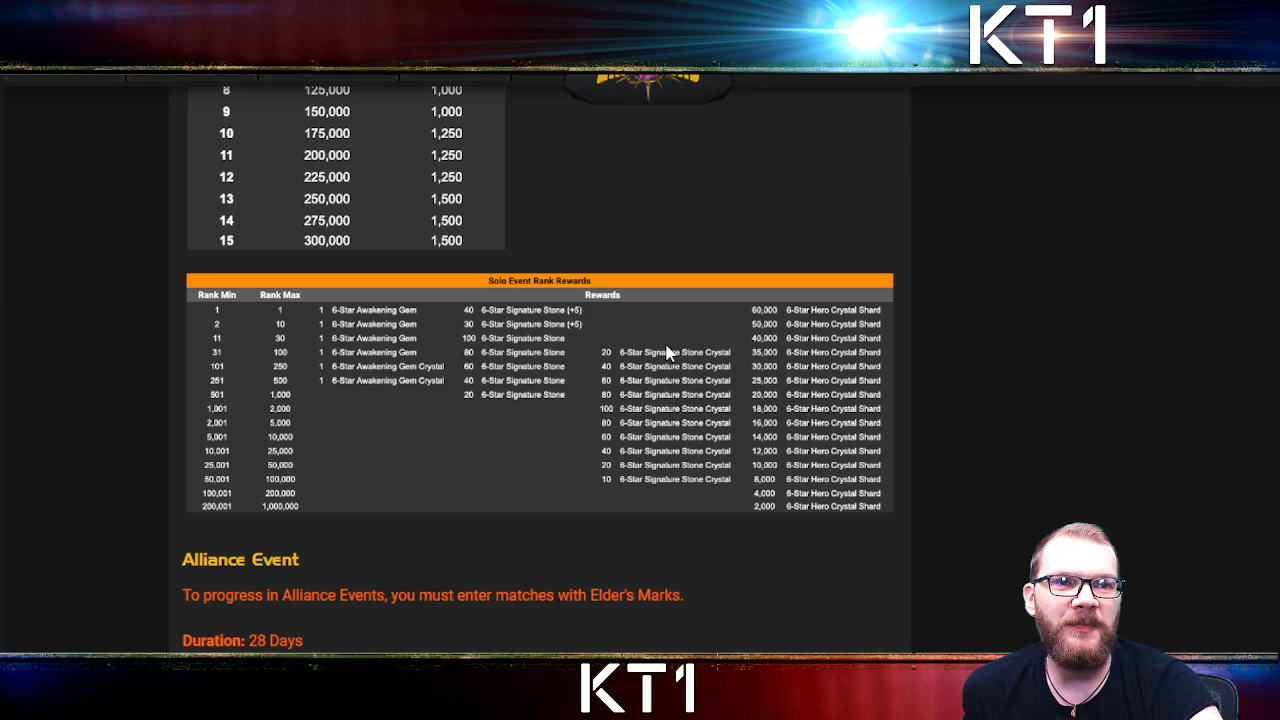 KT1
8 125,000 1,000
9 150,000 1,000
10 175,000 1,250
11 200,000 1,250
12 225,000 1,250
13 250,000 1,500
14 275,000 1,500
15 300,000 1,500
Solo Event Rank Rewards
Rank Min Rank Max Rewards
1 1 1 6-Star Awakening Gem 40 6-Star Signature Stone (+5) 60,000 6-Star Hero Crystal Shard
2 10 1 6-Star Awakening Gem 30 6-Star Signature Stone (+5) 50,000 6-Star Hero Crystal Shard
11 30 1 6-Star Awakening Gem 100 6-Star Signature Stone 40,000 6-Star Hero Crystal Shard
31 100 1 6-Star Awakening Gem 80 6-Star Signature Stone 20 6-Star Signature Stone Crystal 35,000 6-Star Hero Crystal Shard
101 250 1 6-Star Awakening Gem Crystal 60 6-Star Signature Stone 40 6-Star Signature Stone Crystal 30,000 6-Star Hero Crystal Shard
251 500 1 6-Star Awakening Gem Crystal 40 6-Star Signature Stone 60 6-Star Signature Stone Crystal 25,000 6-Star Hero Crystal Shard
501 1,000 20 6-Star Signature Stone 80 6-Star Signature Stone Crystal 20,000 6-Star Hero Crystal Shard
1,001 2,000 100 6-Star Signature Stone Crystal 18,000 6-Star Hero Crystal Shard
2,001 5,000 80 6-Star Signature Stone Crystal 16,000 6-Star Hero Crystal Shard
5,001 10,000 60 6-Star Signature Stone Crystal 14,000 6-Star Hero Crystal Shard
10,001 25,000 40 6-Star Signature Stone Crystal 12,000 6-Star Hero Crystal Shard
25,001 50,000 20 6-Star Signature Stone Crystal 10,000 6-Star Hero Crystal Shard
50,001 100,000 10 6-Star Signature Stone Crystal 8,000 6-Star Hero Crystal Shard
100,001 200,000 4,000 6-Star Hero Crystal Shard
200,001 1,000,000 2,000 6-Star Hero Crystal Shard
Alliance Event
To progress in Alliance Events, you must enter matches with Elder's Marks.
Duration: 28 Days
KT1